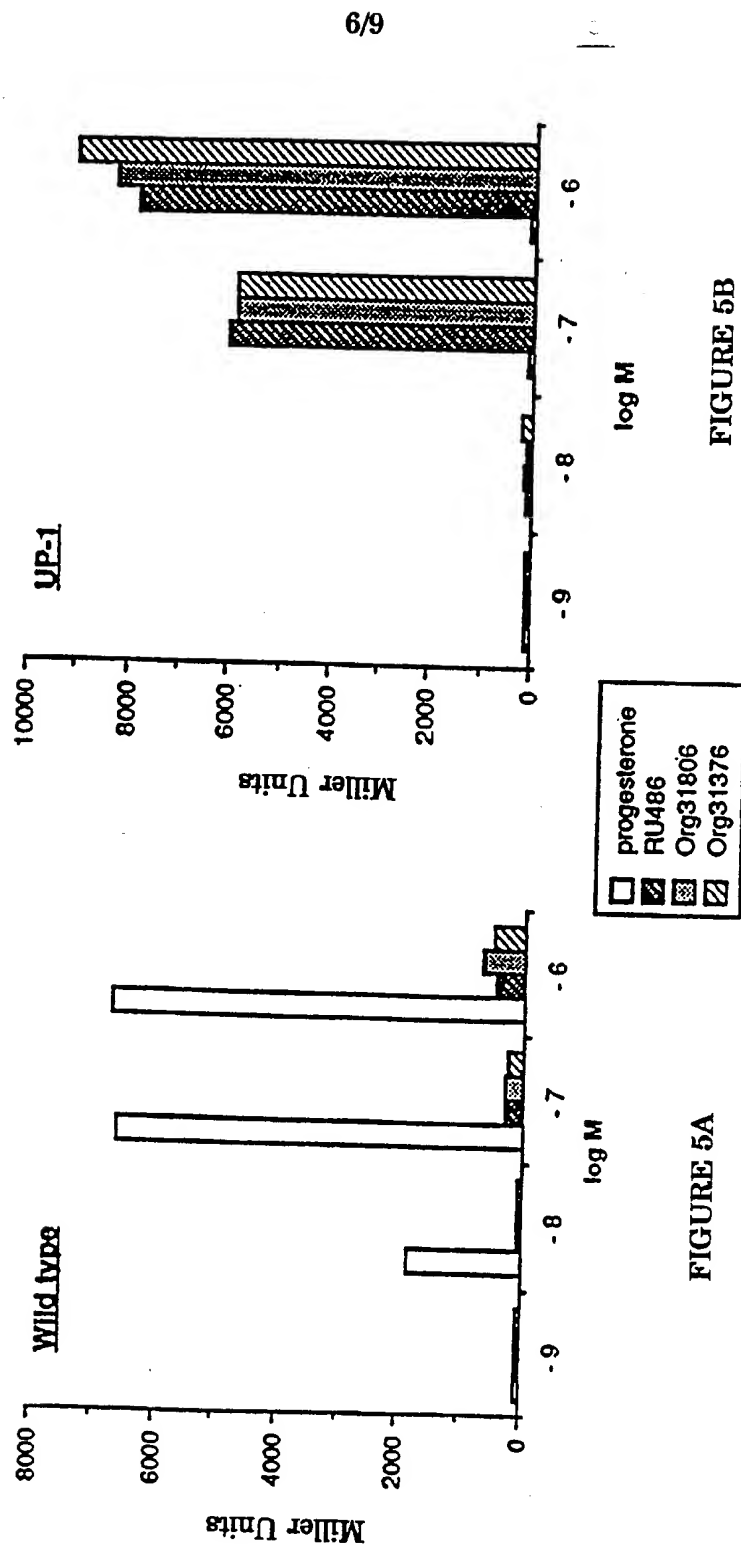 6/9
Wild type
Miller Units
8000
6000
4000
2000
0
-9
-8
-7
-6
log M
FIGURE 5A
progesterone
RU486
Org31806
Org31376
UP-1
Miller Units
10000
8000
6000
4000
2000
0
-9
-8
-7
-6
log M
FIGURE 5B